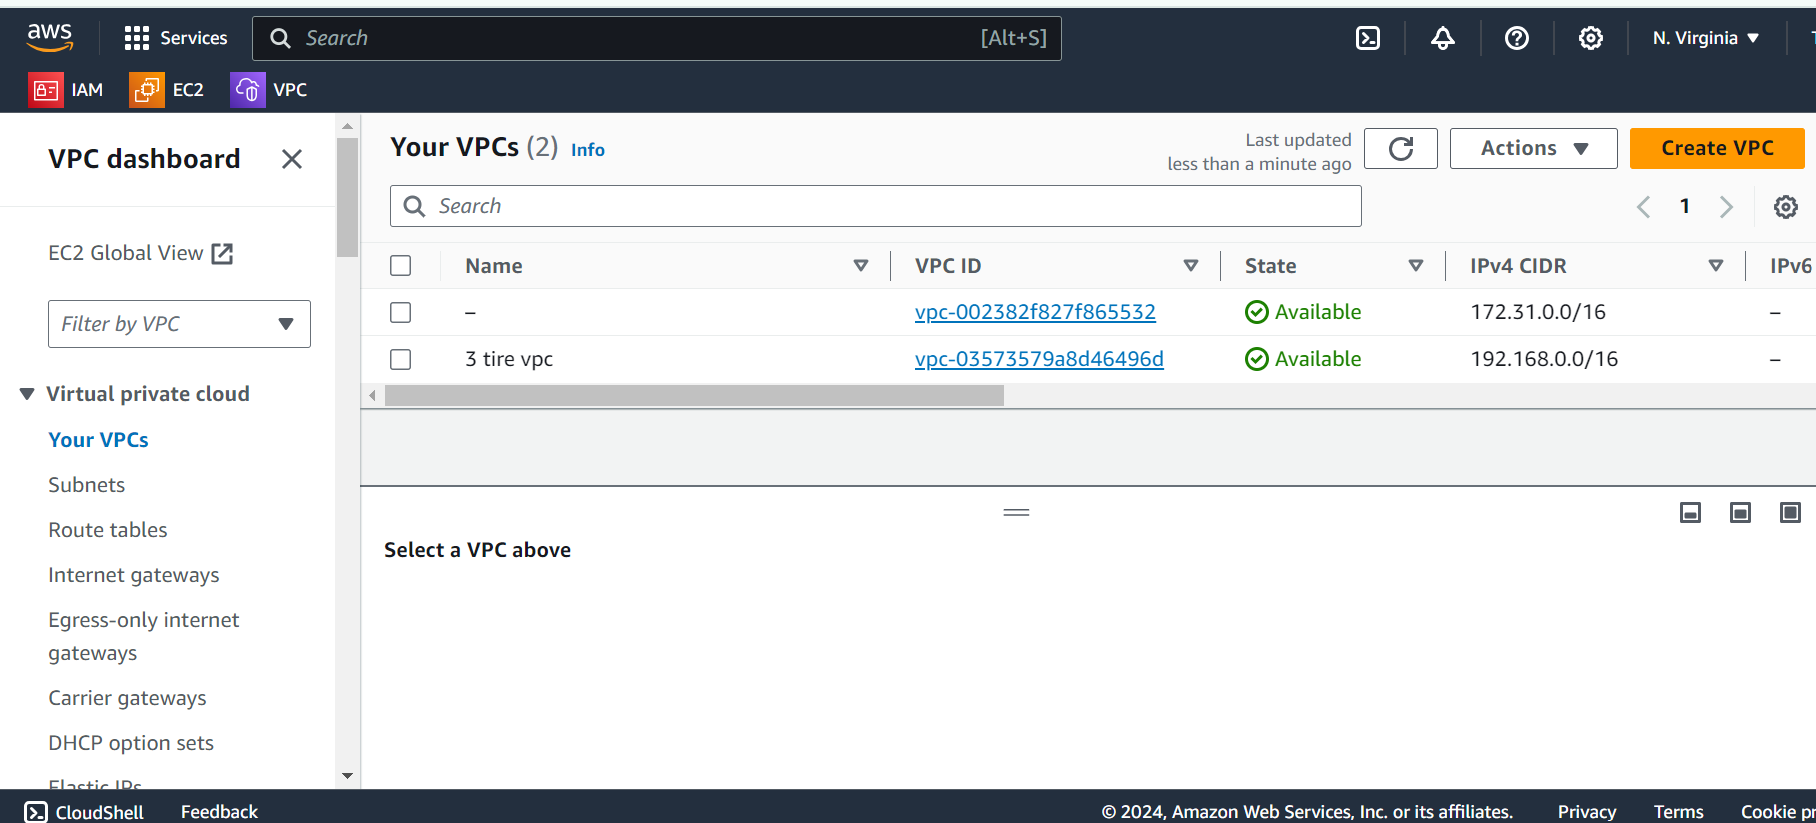 aws
Services
Search
[Alt+S]
N. Virginia
IAM
EC2
VPC
VPC dashboard
EC2 Global View
Filter by VPC
Virtual private cloud
Your VPCs
Subnets
Route tables
Internet gateways
Egress-only internet
gateways
Carrier gateways
DHCP option sets
Elastic IPs
Your VPCs (2) Info
Last updated
less than a minute ago
Actions
Create VPC
Search
1
Name VPC ID State IPv4 CIDR IPv6
– vpc-002382f827f865532 Available 172.31.0.0/16 –
3 tire vpc vpc-03573579a8d46496d Available 192.168.0.0/16 –
Select a VPC above
CloudShell Feedback © 2024, Amazon Web Services, Inc. or its affiliates. Privacy Terms Cookie